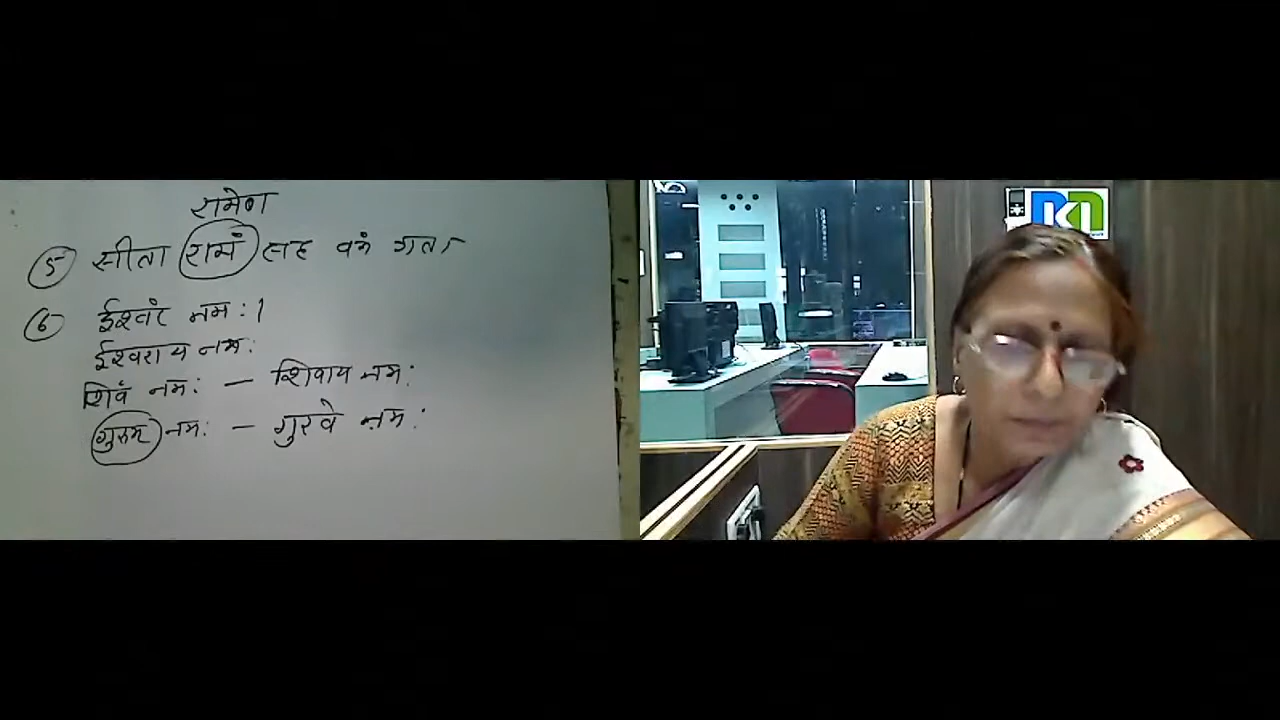 रामेण
5 सीता रामं सह वनं गता
6 ईश्वरं नमः।
ईश्वराय नमः
शिवं नमः — शिवाय नमः
गुरुम नमः — गुरवे नमः